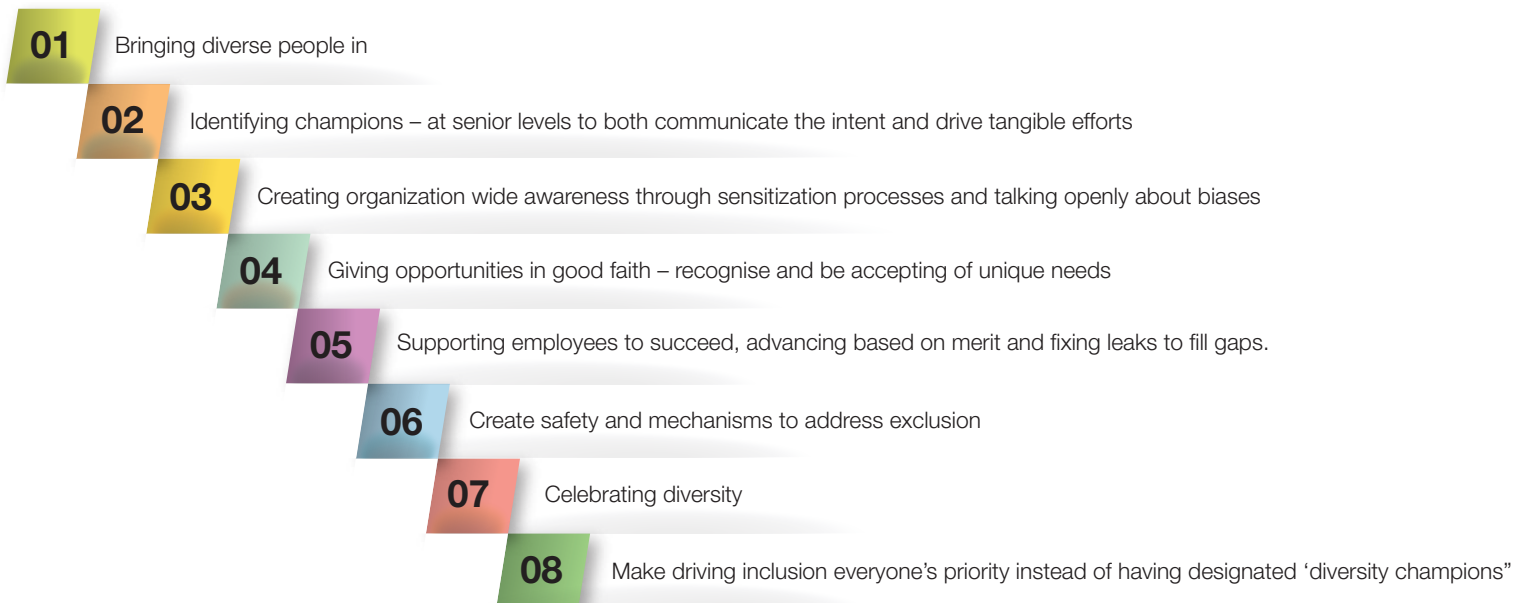 01 Bringing diverse people in
02 Identifying champions – at senior levels to both communicate the intent and drive tangible efforts
03 Creating organization wide awareness through sensitization processes and talking openly about biases
04 Giving opportunities in good faith – recognise and be accepting of unique needs
05 Supporting employees to succeed, advancing based on merit and fixing leaks to fill gaps.
06 Create safety and mechanisms to address exclusion
07 Celebrating diversity
08 Make driving inclusion everyone’s priority instead of having designated ‘diversity champions”